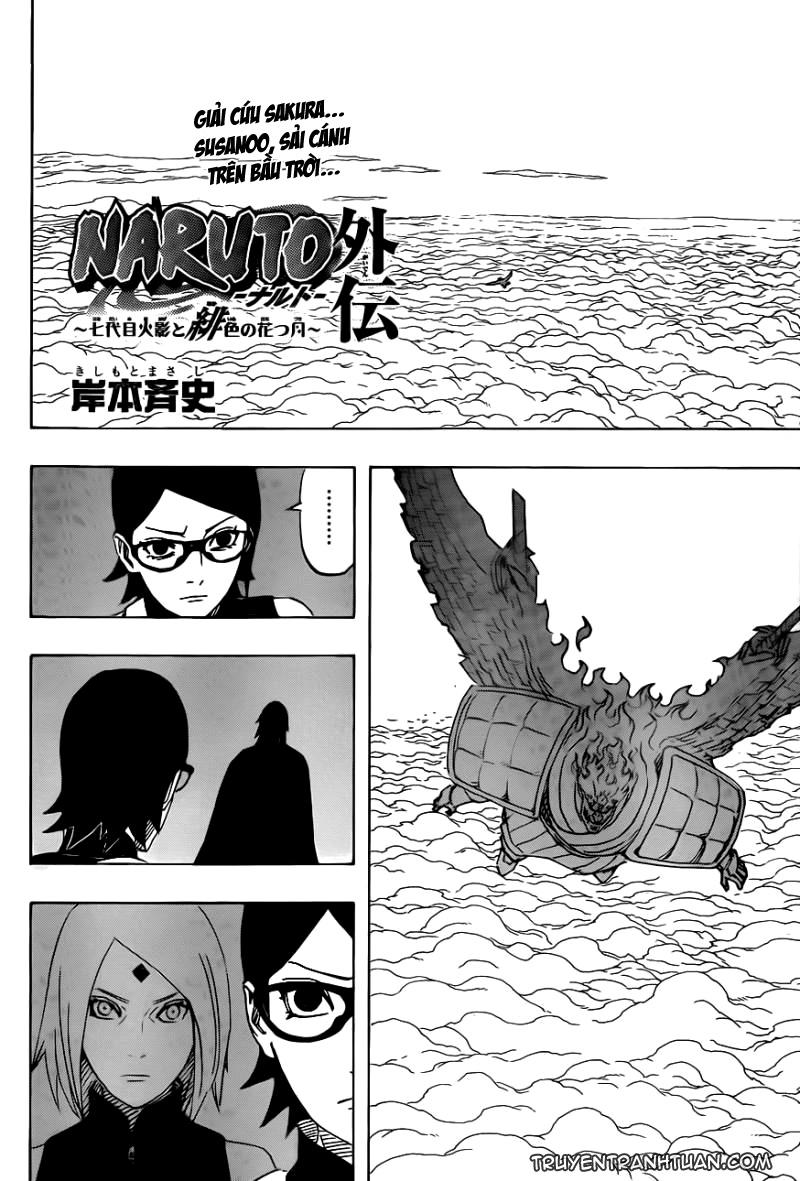 GIẢI CỨU SAKURA...
SUSANOO, SẢI CÁNH
TRÊN BẦU TRỜI...
NARUTO
-ナルト-
外伝
~七代目火影と緋色の花つ月~
きしもとまさし
岸本斉史
………
TRUYENTRANHTUAN.COM